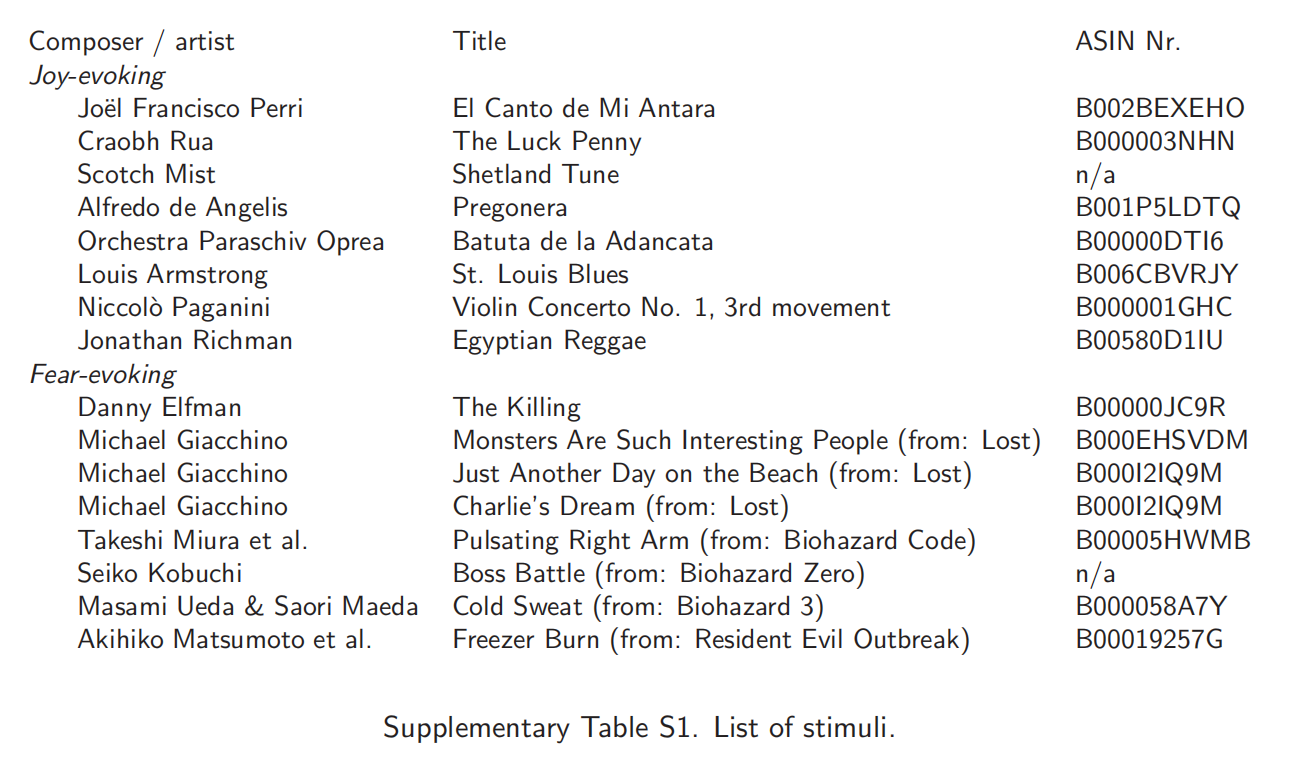 Composer / artist Title ASIN Nr.
Joy-evoking
Joël Francisco Perri El Canto de Mi Antara B002BEXEHO
Craobh Rua The Luck Penny B000003NHN
Scotch Mist Shetland Tune n/a
Alfredo de Angelis Pregonera B001P5LDTQ
Orchestra Paraschiv Oprea Batuta de la Adancata B00000DTI6
Louis Armstrong St. Louis Blues B006CBVRJY
Niccolò Paganini Violin Concerto No. 1, 3rd movement B000001GHC
Jonathan Richman Egyptian Reggae B00580D1IU
Fear-evoking
Danny Elfman The Killing B00000JC9R
Michael Giacchino Monsters Are Such Interesting People (from: Lost) B000EHSVDM
Michael Giacchino Just Another Day on the Beach (from: Lost) B000I2IQ9M
Michael Giacchino Charlie's Dream (from: Lost) B000I2IQ9M
Takeshi Miura et al. Pulsating Right Arm (from: Biohazard Code) B00005HWMB
Seiko Kobuchi Boss Battle (from: Biohazard Zero) n/a
Masami Ueda & Saori Maeda Cold Sweat (from: Biohazard 3) B000058A7Y
Akihiko Matsumoto et al. Freezer Burn (from: Resident Evil Outbreak) B00019257G
Supplementary Table S1. List of stimuli.